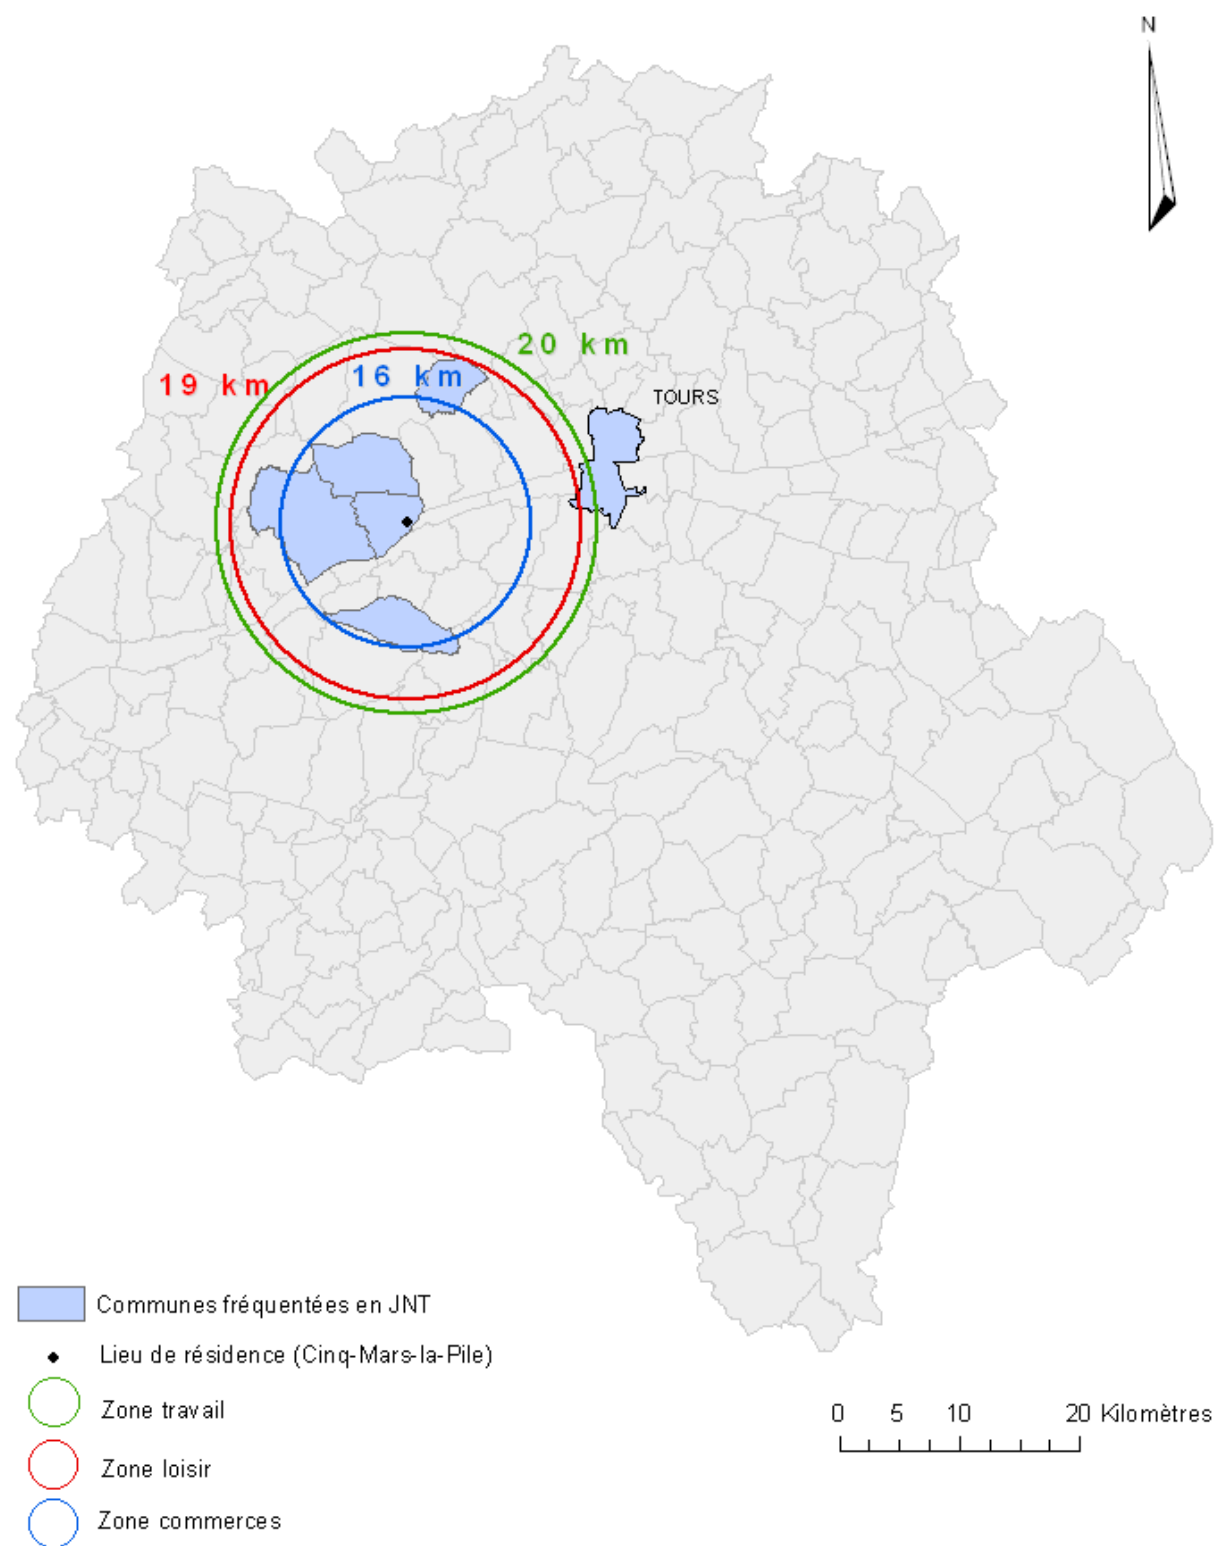 N
20 km
19 km
16 km
TOURS
Communes fréquentées en JNT
Lieu de résidence (Cinq-Mars-la-Pile)
Zone travail
Zone loisir
Zone commerces
0 5 10 20 Kilomètres